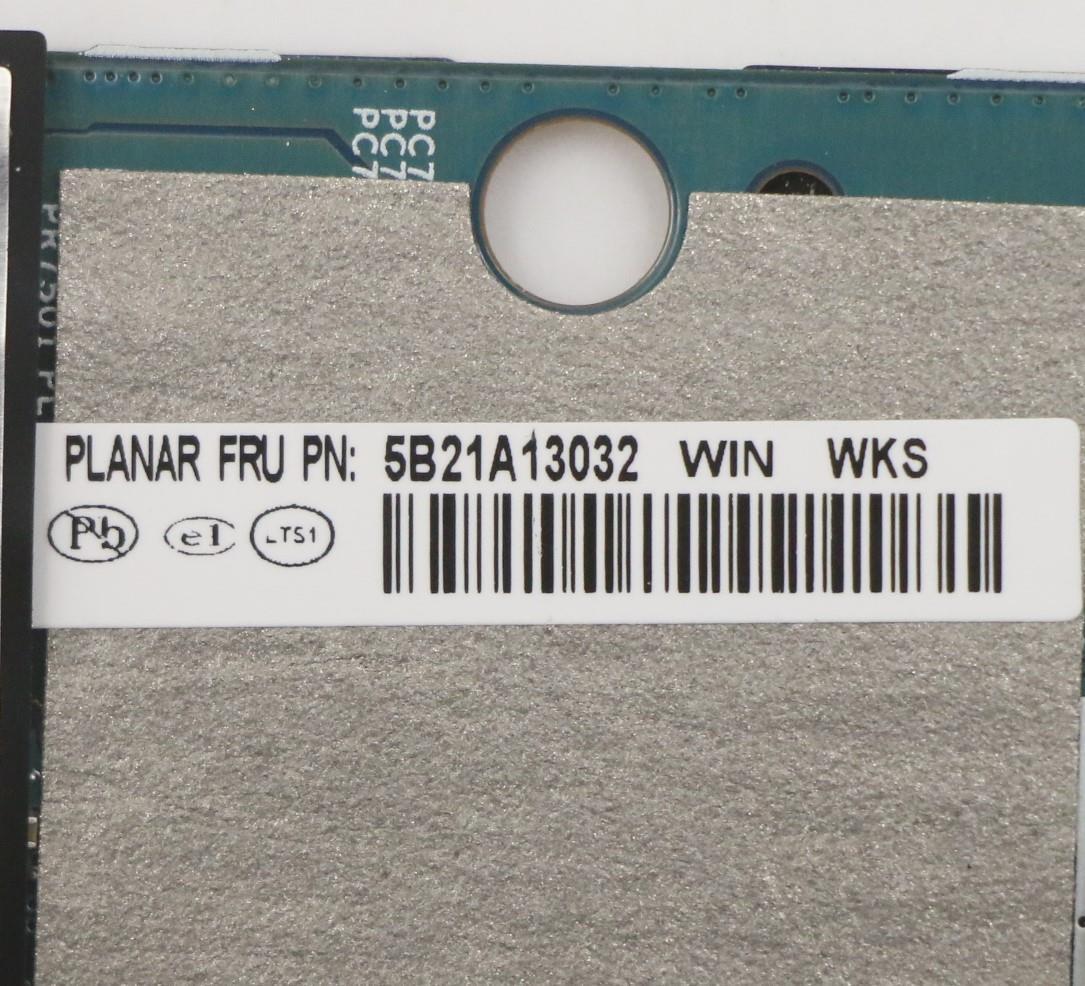 PC7
PC7
PC7
PLANAR FRU PN: 5B21A13032 WIN WKS
Pb e1 LTS1